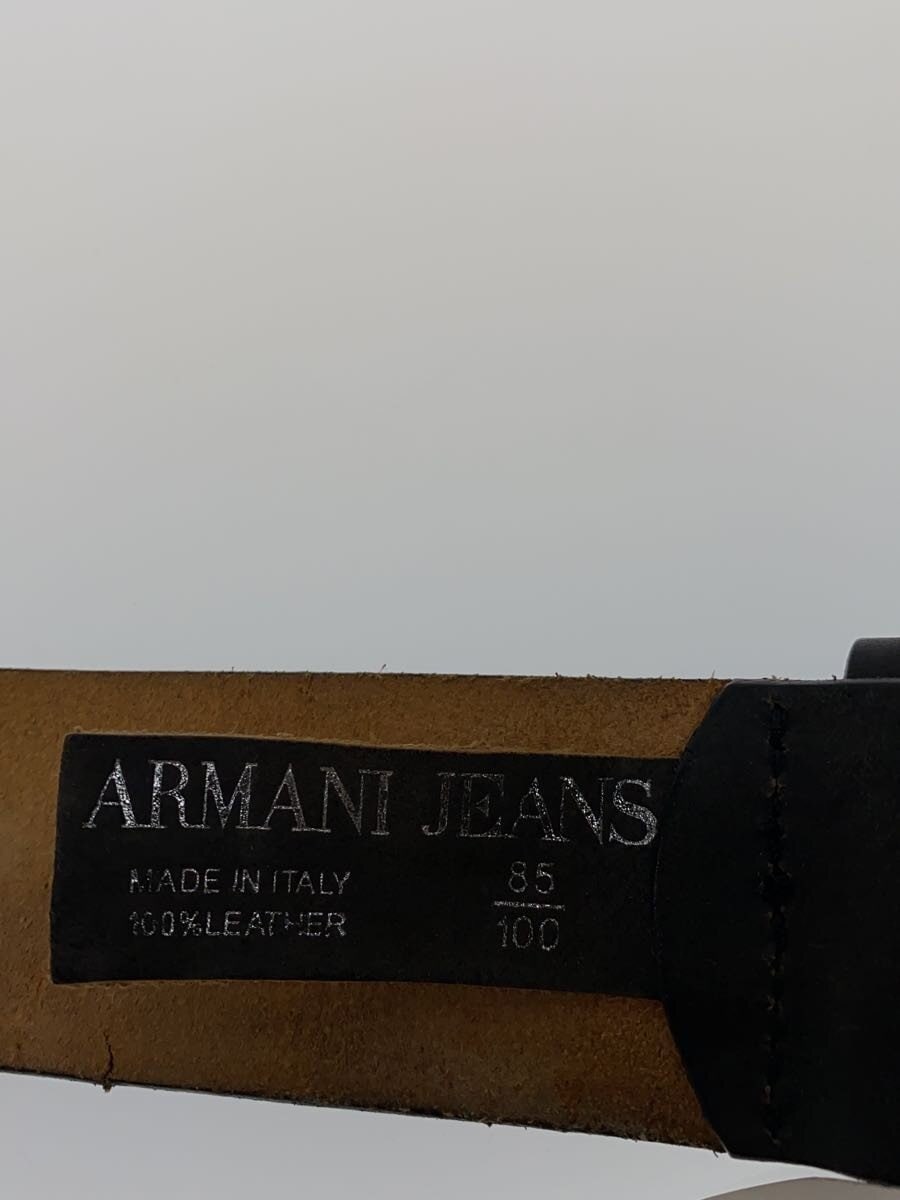 ARMANI JEANS
MADE IN ITALY
100%LEATHER
85
100